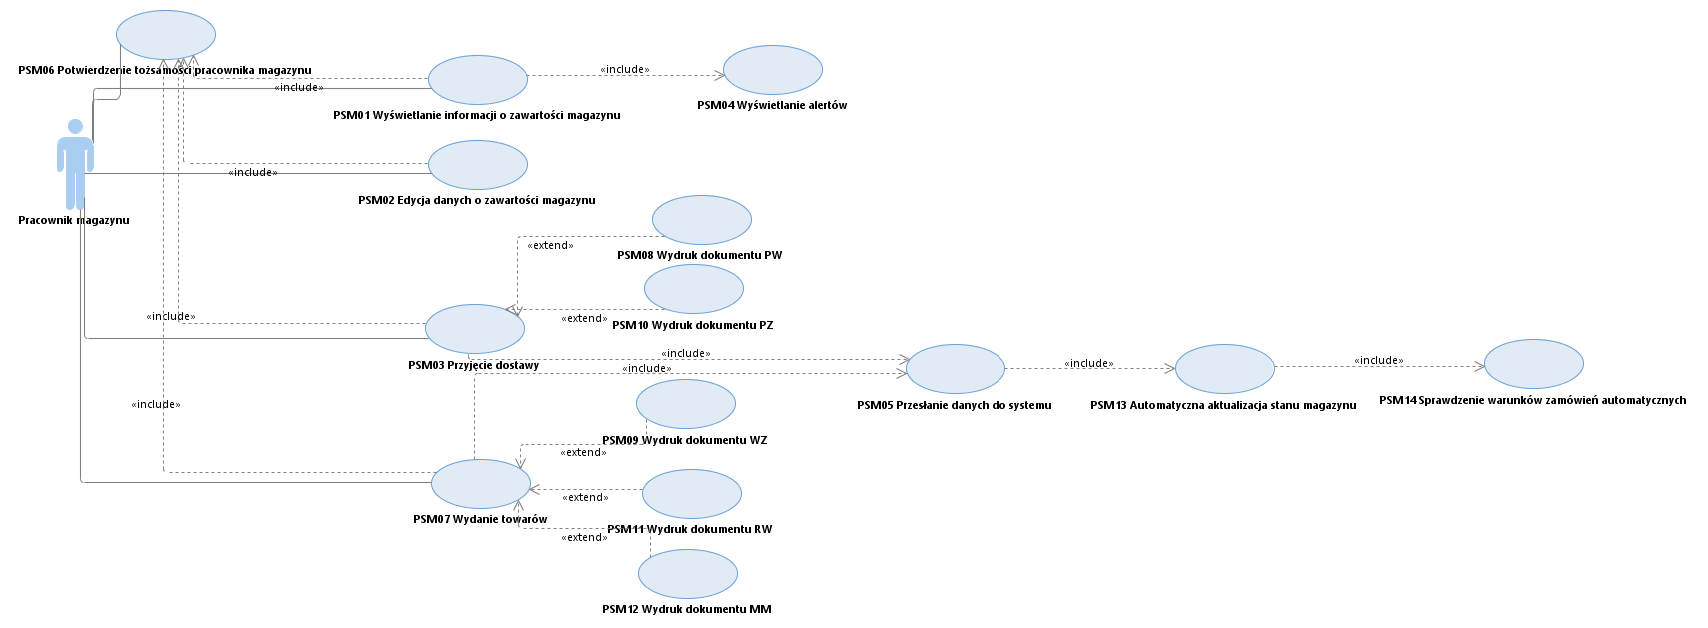 PSM06 Potwierdzenie tożsamości pracownika magazynu
«include»
«include»
PSM04 Wyświetlanie alertów
PSM01 Wyświetlanie informacji o zawartości magazynu
«include»
PSM02 Edycja danych o zawartości magazynu
Pracownik magazynu
«extend»
PSM08 Wydruk dokumentu PW
«include»
«extend»
PSM10 Wydruk dokumentu PZ
PSM03 Przyjęcie dostawy
«include»
«include»
«include»
«include»
PSM05 Przesłanie danych do systemu
PSM13 Automatyczna aktualizacja stanu magazynu
PSM14 Sprawdzenie warunków zamówień automatycznych
«include»
PSM09 Wydruk dokumentu WZ
«extend»
«extend»
PSM07 Wydanie towarów
PSM11 Wydruk dokumentu RW
«extend»
PSM12 Wydruk dokumentu MM